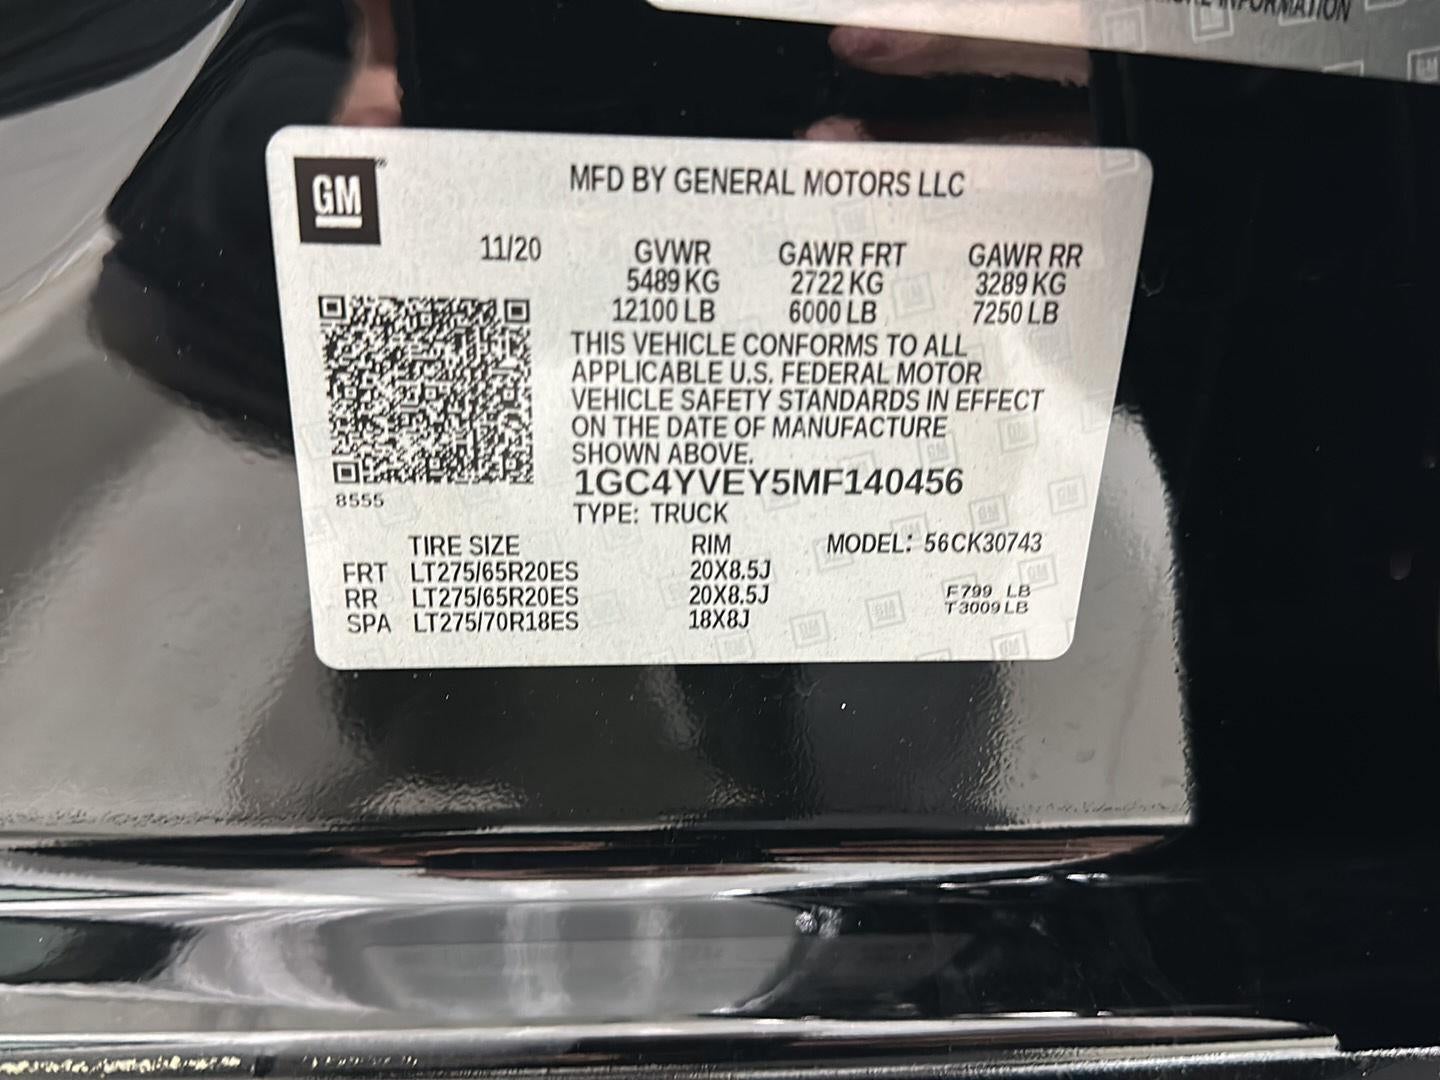 INFORMATION
GM
MFD BY GENERAL MOTORS LLC
11/20 GVWR GAWR FRT GAWR RR
5489 KG 2722 KG 3289 KG
12100 LB 6000 LB 7250 LB
THIS VEHICLE CONFORMS TO ALL
APPLICABLE U.S. FEDERAL MOTOR
VEHICLE SAFETY STANDARDS IN EFFECT
ON THE DATE OF MANUFACTURE
SHOWN ABOVE.
8555 1GC4YVEY5MF140456
TYPE: TRUCK
TIRE SIZE RIM MODEL: 56CK30743
FRT LT275/65R20ES 20X8.5J
RR LT275/65R20ES 20X8.5J F799 LB
SPA LT275/70R18ES 18X8J T3009 LB